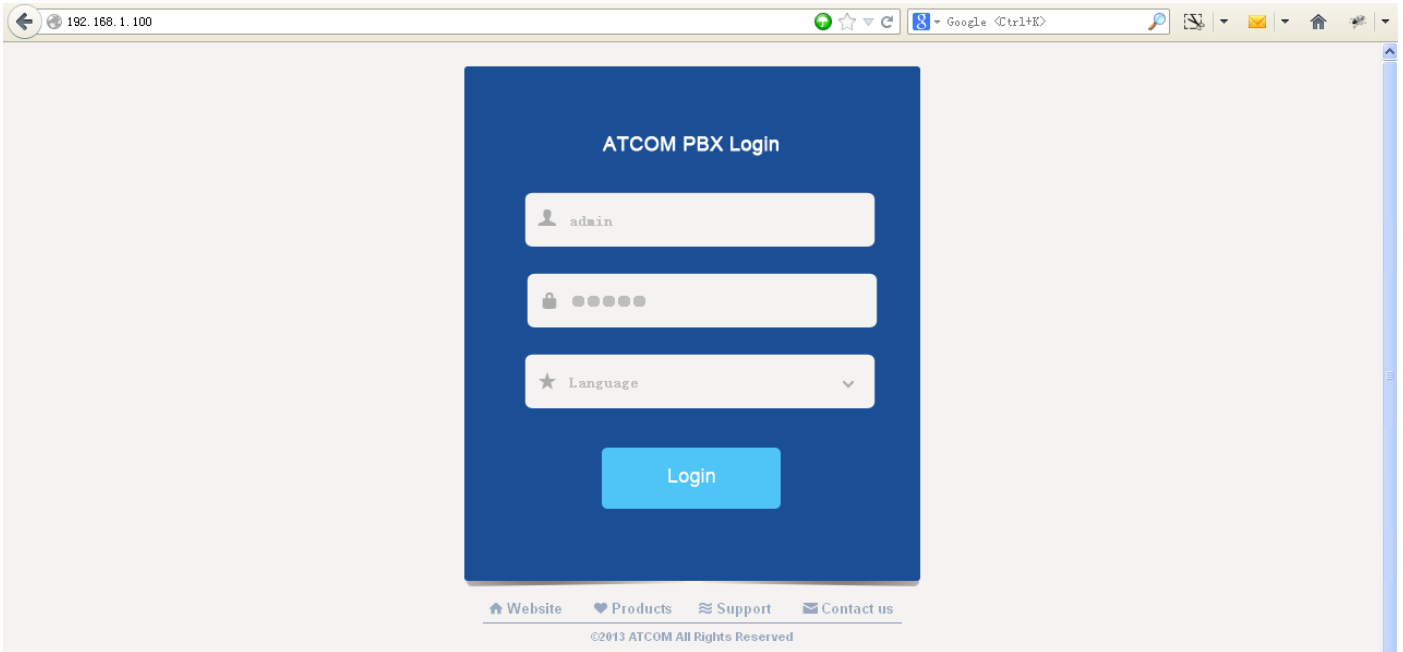 192.168.1.100
Google <Ctrl+K>
ATCOM PBX Login
admin
Language
Login
Website Products Support Contact us
©2013 ATCOM All Rights Reserved